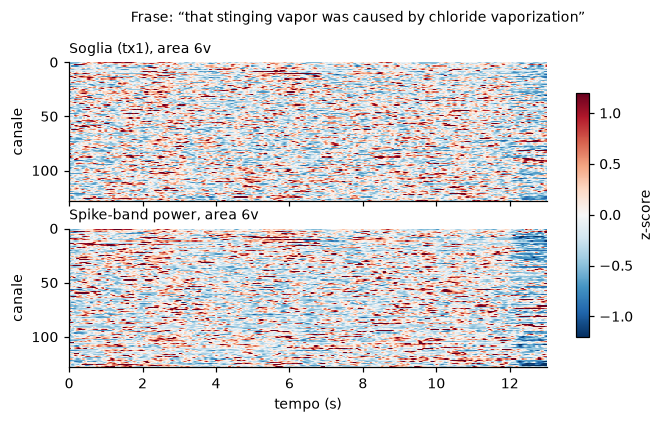 Frase: “that stinging vapor was caused by chloride vaporization”
Soglia (tx1), area 6v
0
50
100
canale
Spike-band power, area 6v
0
50
100
canale
0 2 4 6 8 10 12
tempo (s)
1.0
0.5
0.0
−0.5
−1.0
z-score